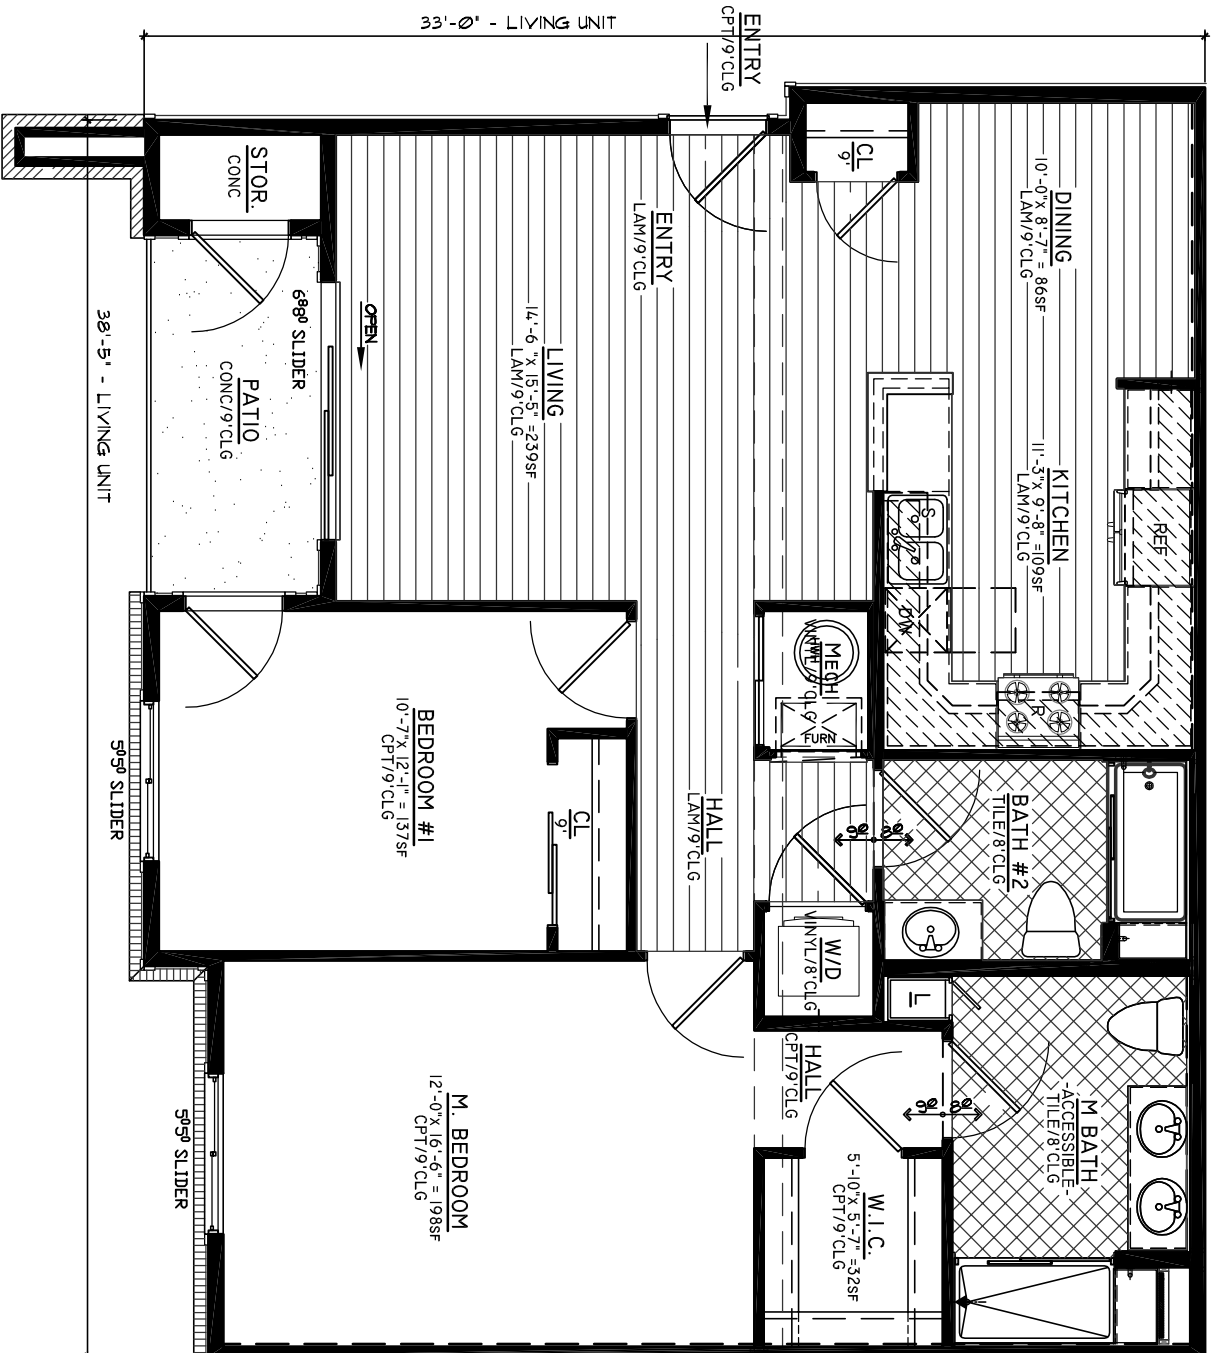 33'-0" - LIVING UNIT
ENTRY
CPT/9'CLG
CL
9'
DINING
10'-0"x 8'-7" = 86SF
LAM/9'CLG
STOR.
CONC
ENTRY
LAM/9'CLG
6⁸8⁰ SLIDER
OPEN
PATIO
CONC/9'CLG
38'-5" - LIVING UNIT
LIVING
14'-6 "x 15'-5" =239SF
LAM/9'CLG
KITCHEN
11'-3"x 9'-8" =109SF
LAM/9'CLG
REF
S
DW
R
MECH
VINYL/9'CLG
WH
FURN
BEDROOM #1
10'-7"x 12'-1" = 137SF
CPT/9'CLG
5⁰5⁰ SLIDER
CL
9'
HALL
LAM/9'CLG
BATH #2
TILE/8'CLG
9⁰ 8⁰
W/D
VINYL/8'CLG
L
HALL
CPT/9'CLG
9⁰ 8⁰
M BATH
-ACCESSIBLE-
TILE/8'CLG
M. BEDROOM
12'-0"x 16'-6" = 198SF
CPT/9'CLG
5⁰5⁰ SLIDER
W.I.C.
5'-10"x 5'-7" =32SF
CPT/9'CLG